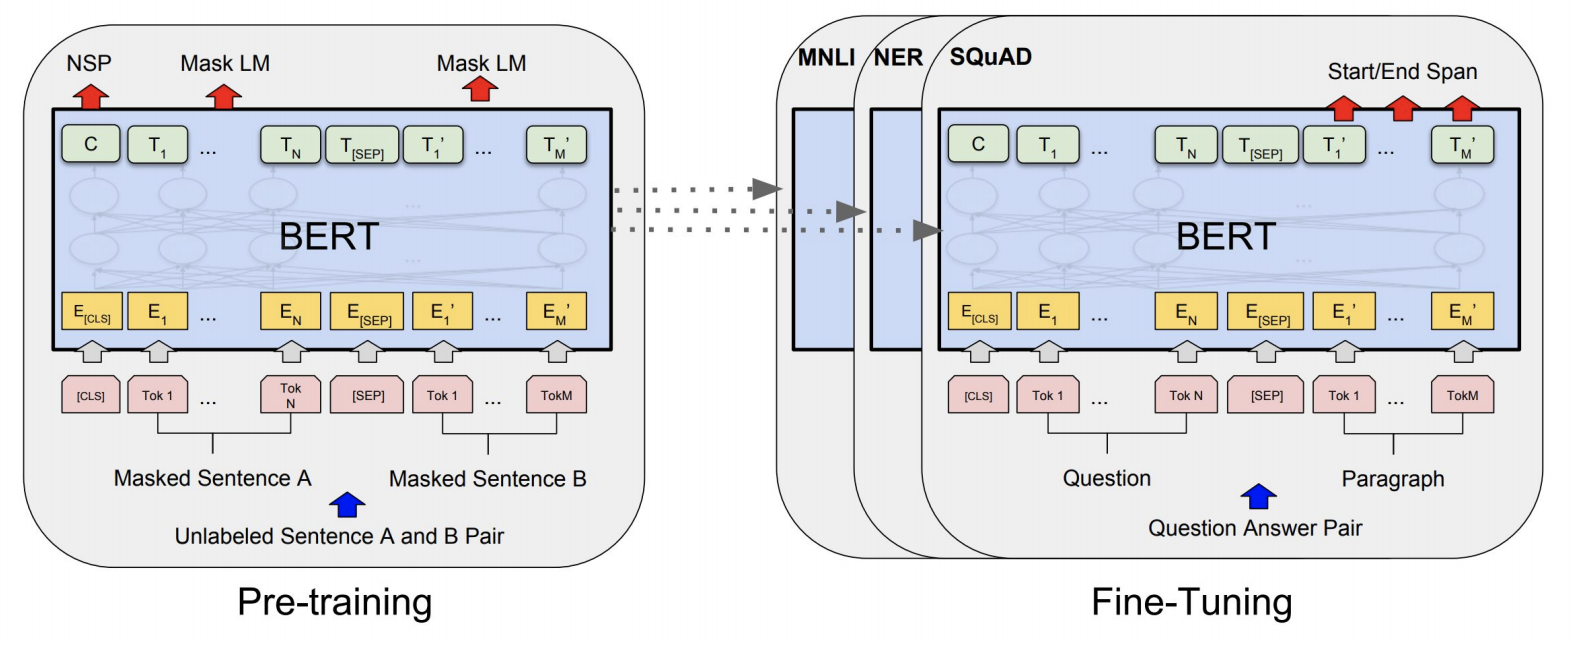 NSP Mask LM Mask LM
C T1 ... TN T[SEP] T1’ ... TM’
...
BERT
...
E[CLS] E1 ... EN E[SEP] E1’ ... EM’
[CLS] Tok 1 ... Tok N [SEP] Tok 1 ... TokM
Masked Sentence A Masked Sentence B
Unlabeled Sentence A and B Pair
Pre-training
MNLI NER SQuAD
Start/End Span
C T1 ... TN T[SEP] T1’ ... TM’
...
BERT
...
E[CLS] E1 ... EN E[SEP] E1’ ... EM’
[CLS] Tok 1 ... Tok N [SEP] Tok 1 ... TokM
Question Paragraph
Question Answer Pair
Fine-Tuning